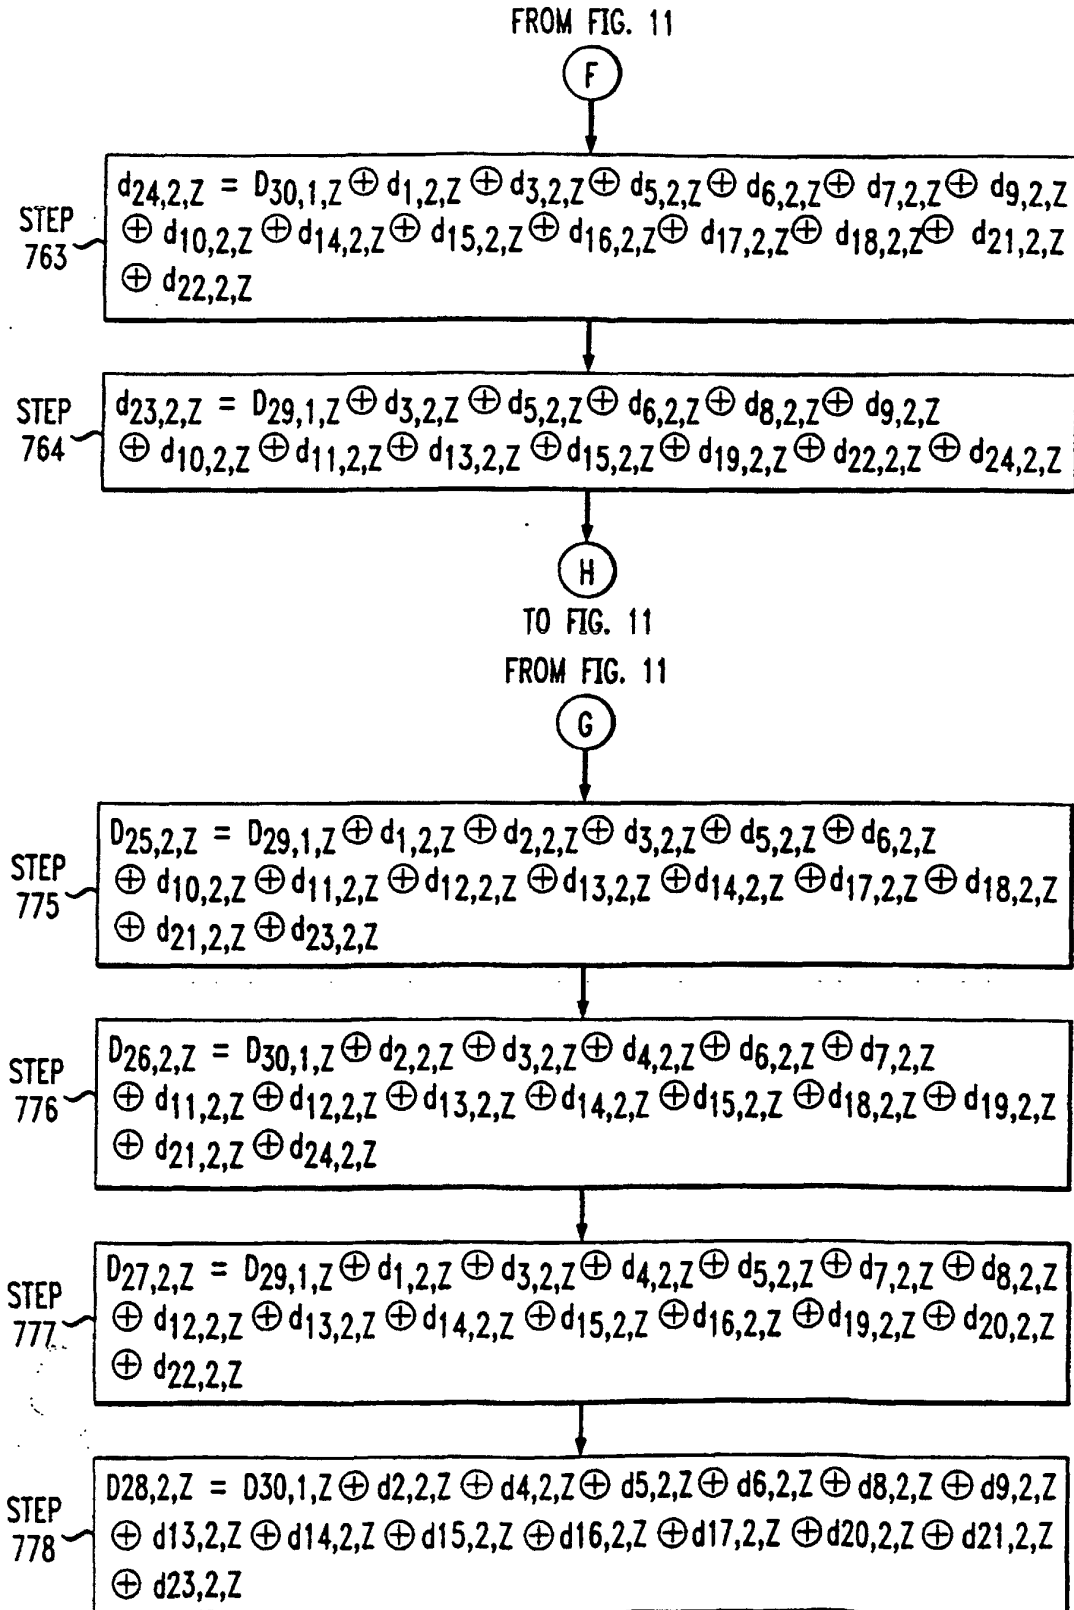 FROM FIG. 11
F
STEP 763
d24,2,Z = D30,1,Z ⊕ d1,2,Z ⊕ d3,2,Z ⊕ d5,2,Z ⊕ d6,2,Z ⊕ d7,2,Z ⊕ d9,2,Z
⊕ d10,2,Z ⊕ d14,2,Z ⊕ d15,2,Z ⊕ d16,2,Z ⊕ d17,2,Z ⊕ d18,2,Z ⊕ d21,2,Z
⊕ d22,2,Z
STEP 764
d23,2,Z = D29,1,Z ⊕ d3,2,Z ⊕ d5,2,Z ⊕ d6,2,Z ⊕ d8,2,Z ⊕ d9,2,Z
⊕ d10,2,Z ⊕ d11,2,Z ⊕ d13,2,Z ⊕ d15,2,Z ⊕ d19,2,Z ⊕ d22,2,Z ⊕ d24,2,Z
H
TO FIG. 11
FROM FIG. 11
G
STEP 775
D25,2,Z = D29,1,Z ⊕ d1,2,Z ⊕ d2,2,Z ⊕ d3,2,Z ⊕ d5,2,Z ⊕ d6,2,Z
⊕ d10,2,Z ⊕ d11,2,Z ⊕ d12,2,Z ⊕ d13,2,Z ⊕ d14,2,Z ⊕ d17,2,Z ⊕ d18,2,Z
⊕ d21,2,Z ⊕ d23,2,Z
STEP 776
D26,2,Z = D30,1,Z ⊕ d2,2,Z ⊕ d3,2,Z ⊕ d4,2,Z ⊕ d6,2,Z ⊕ d7,2,Z
⊕ d11,2,Z ⊕ d12,2,Z ⊕ d13,2,Z ⊕ d14,2,Z ⊕ d15,2,Z ⊕ d18,2,Z ⊕ d19,2,Z
⊕ d21,2,Z ⊕ d24,2,Z
STEP 777
D27,2,Z = D29,1,Z ⊕ d1,2,Z ⊕ d3,2,Z ⊕ d4,2,Z ⊕ d5,2,Z ⊕ d7,2,Z ⊕ d8,2,Z
⊕ d12,2,Z ⊕ d13,2,Z ⊕ d14,2,Z ⊕ d15,2,Z ⊕ d16,2,Z ⊕ d19,2,Z ⊕ d20,2,Z
⊕ d22,2,Z
STEP 778
D28,2,Z = D30,1,Z ⊕ d2,2,Z ⊕ d4,2,Z ⊕ d5,2,Z ⊕ d6,2,Z ⊕ d8,2,Z ⊕ d9,2,Z
⊕ d13,2,Z ⊕ d14,2,Z ⊕ d15,2,Z ⊕ d16,2,Z ⊕ d17,2,Z ⊕ d20,2,Z ⊕ d21,2,Z
⊕ d23,2,Z